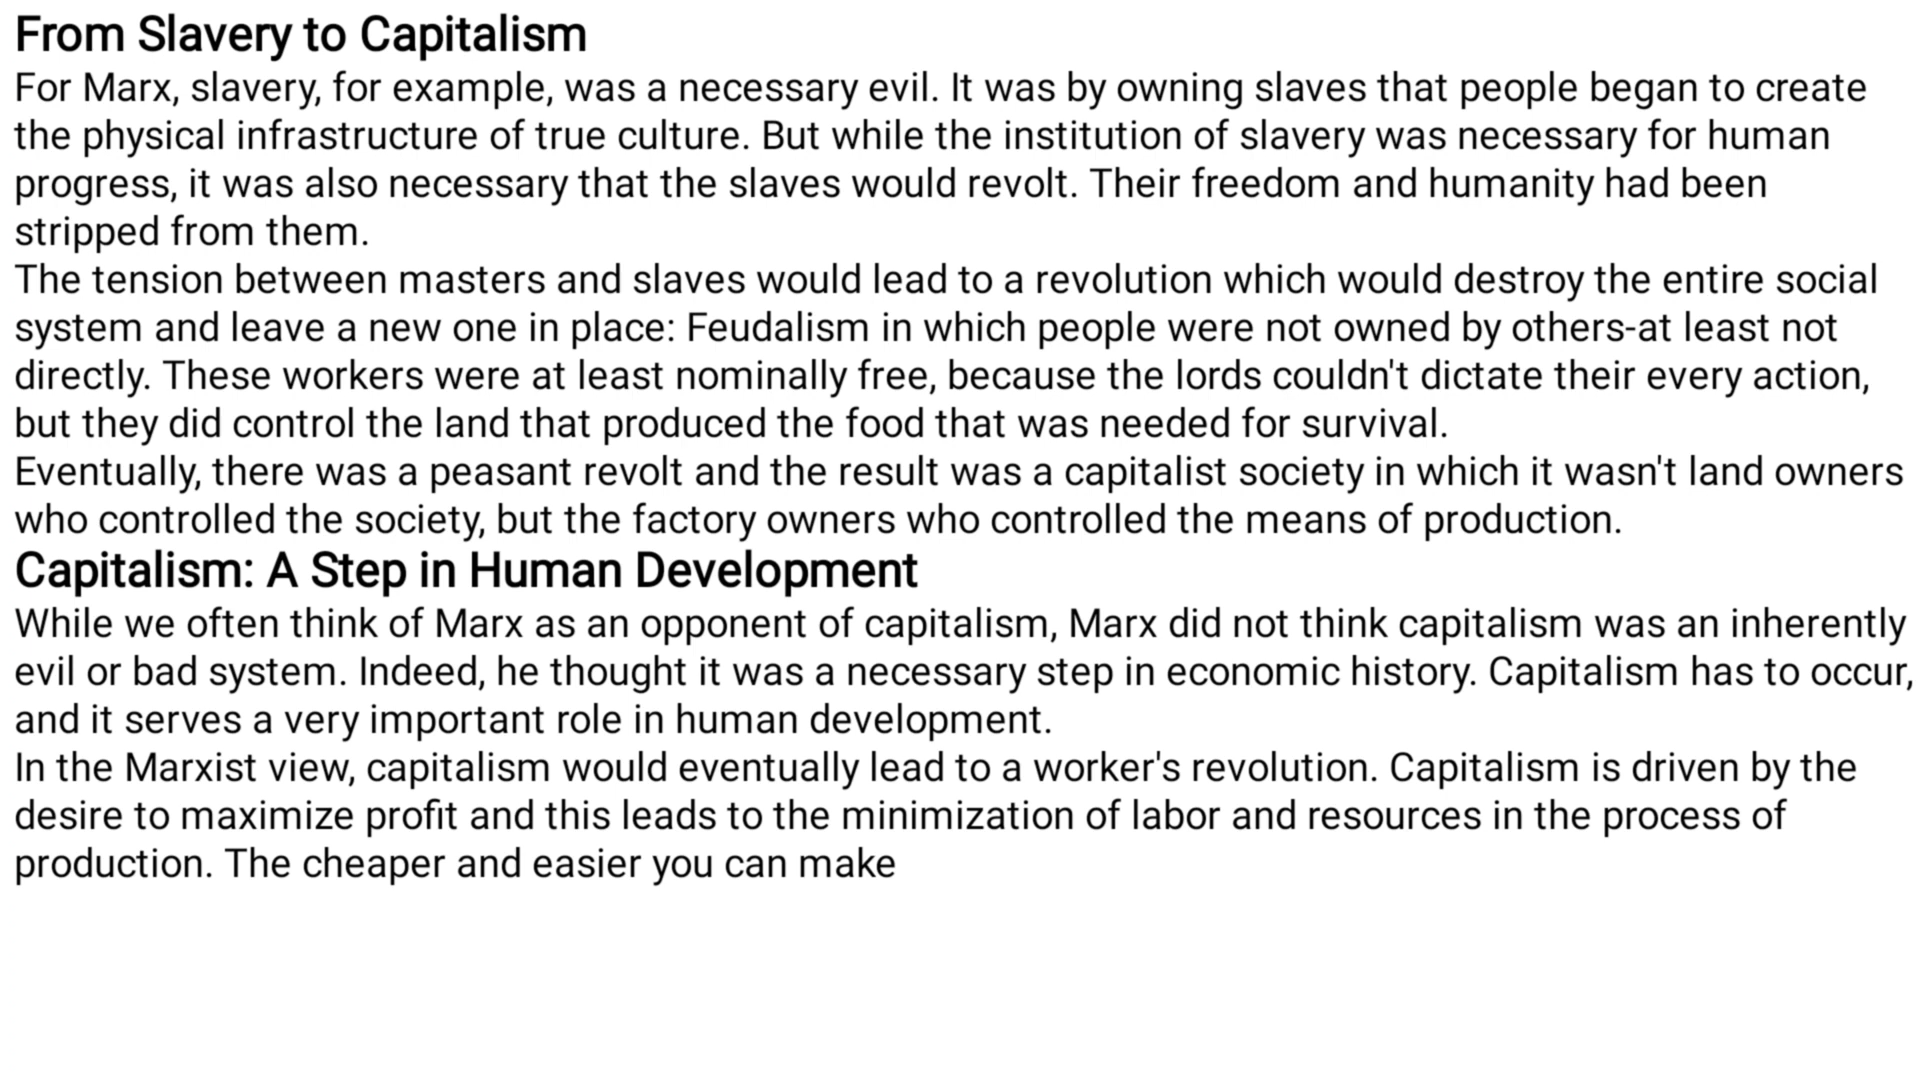 From Slavery to Capitalism
For Marx, slavery, for example, was a necessary evil. It was by owning slaves that people began to create
the physical infrastructure of true culture. But while the institution of slavery was necessary for human
progress, it was also necessary that the slaves would revolt. Their freedom and humanity had been
stripped from them.
The tension between masters and slaves would lead to a revolution which would destroy the entire social
system and leave a new one in place: Feudalism in which people were not owned by others-at least not
directly. These workers were at least nominally free, because the lords couldn't dictate their every action,
but they did control the land that produced the food that was needed for survival.
Eventually, there was a peasant revolt and the result was a capitalist society in which it wasn't land owners
who controlled the society, but the factory owners who controlled the means of production.
Capitalism: A Step in Human Development
While we often think of Marx as an opponent of capitalism, Marx did not think capitalism was an inherently
evil or bad system. Indeed, he thought it was a necessary step in economic history. Capitalism has to occur,
and it serves a very important role in human development.
In the Marxist view, capitalism would eventually lead to a worker's revolution. Capitalism is driven by the
desire to maximize profit and this leads to the minimization of labor and resources in the process of
production. The cheaper and easier you can make